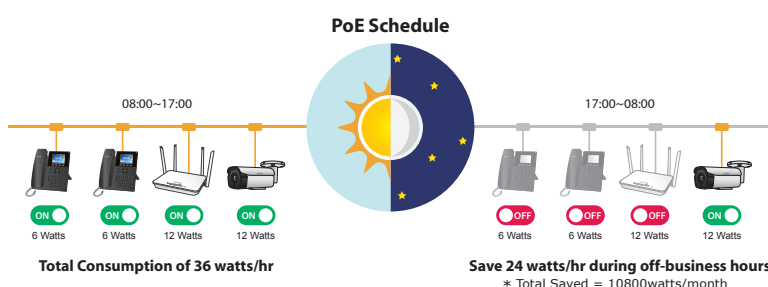 PoE Schedule
08:00~17:00
17:00~08:00
ON ON ON ON
OFF OFF OFF ON
6 Watts 6 Watts 12 Watts 12 Watts
6 Watts 6 Watts 12 Watts 12 Watts
Total Consumption of 36 watts/hr
Save 24 watts/hr during off-business hours
* Total Saved = 10800watts/month